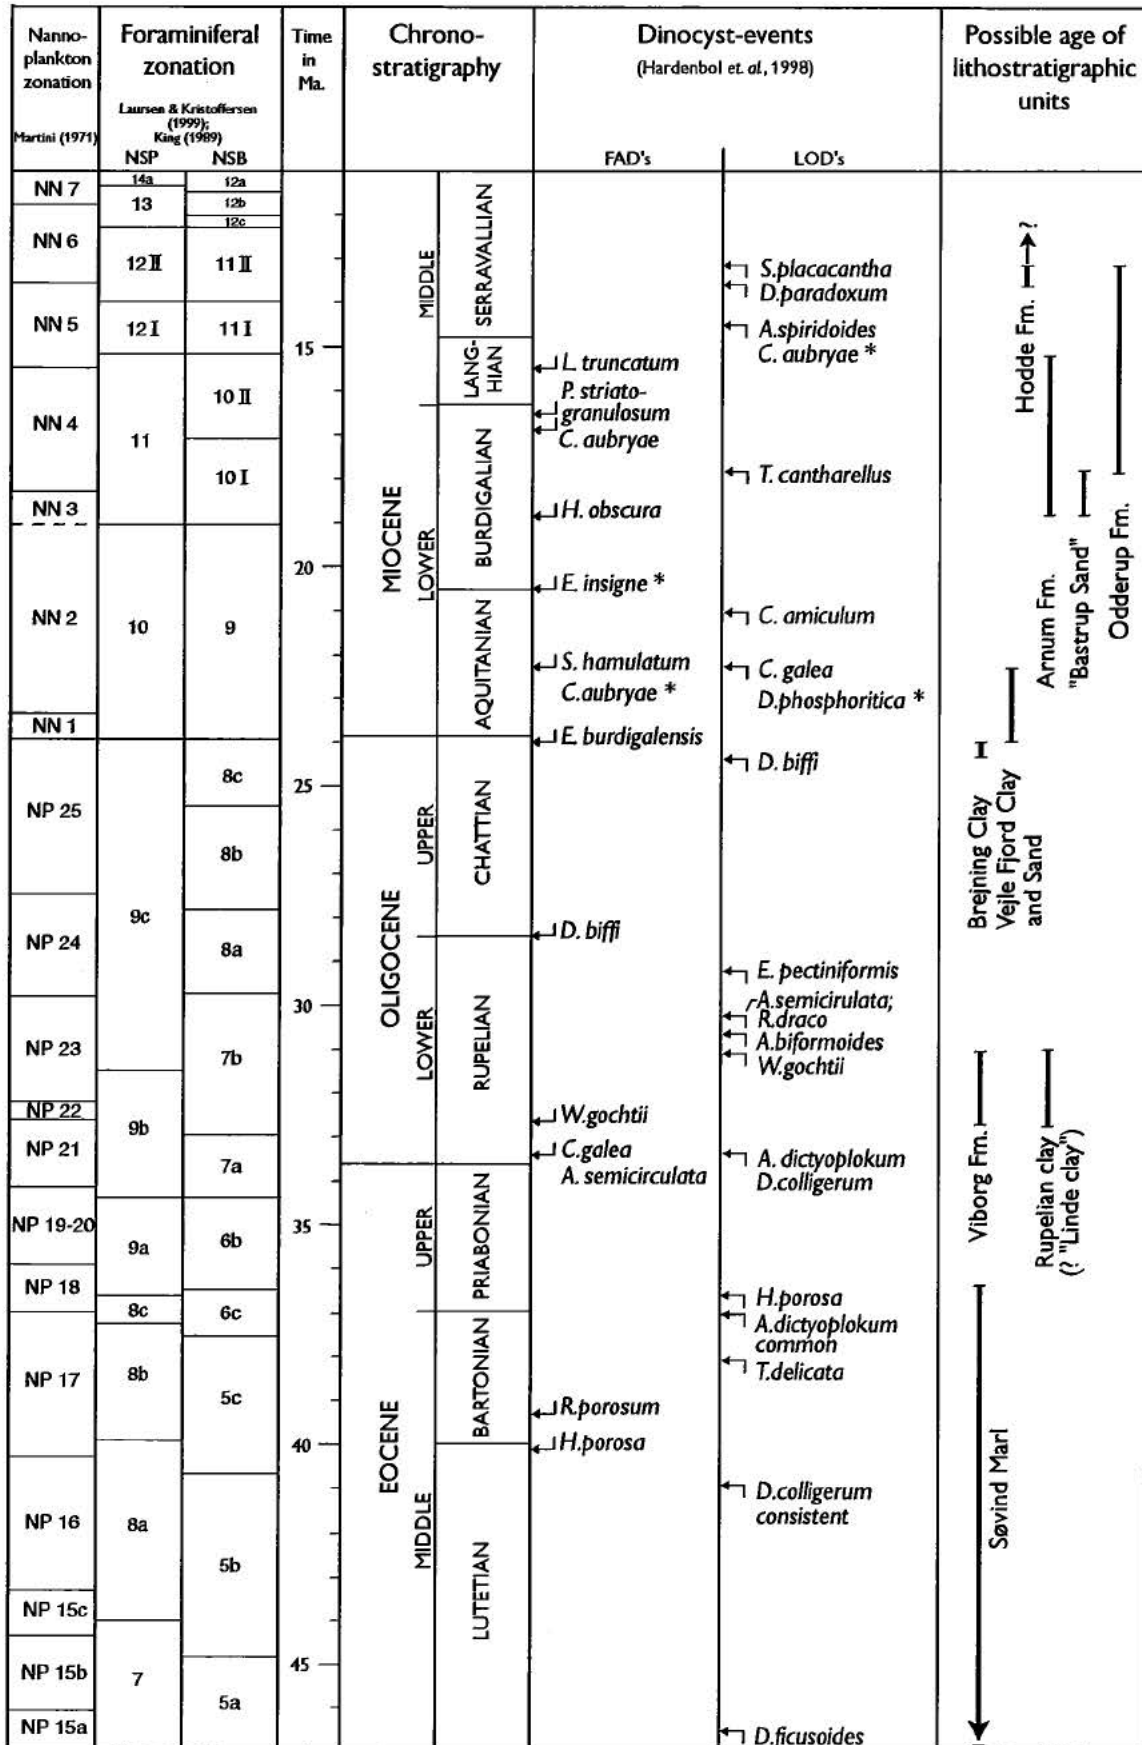 Nanno-
plankton
zonation
Martini (1971)
Foraminiferal
zonation
Laursen & Kristoffersen
(1999);
King (1989)
NSP NSB
Time
in
Ma.
Chrono-
stratigraphy
Dinocyst-events
(Hardenbol et. al., 1998)
FAD's LOD's
Possible age of
lithostratigraphic
units
NN 7
NN 6
NN 5
NN 4
NN 3
NN 2
NN 1
NP 25
NP 24
NP 23
NP 22
NP 21
NP 19-20
NP 18
NP 17
NP 16
NP 15c
NP 15b
NP 15a
14a
13
12 II
12 I
11
10
9c
9b
9a
8c
8b
8a
7
12a
12b
12c
11 II
11 I
10 II
10 I
9
8c
8b
8a
7b
7a
6b
6c
5c
5b
5a
15
20
25
30
35
40
45
MIOCENE
OLIGOCENE
EOCENE
MIDDLE
LOWER
UPPER
LOWER
UPPER
MIDDLE
SERRAVALLIAN
LANG-
HIAN
BURDIGALIAN
AQUITANIAN
CHATTIAN
RUPELIAN
PRIABONIAN
BARTONIAN
LUTETIAN
L. truncatum
P. striato-
granulosum
C. aubryae
H. obscura
E. insigne *
S. hamulatum
C.aubryae *
E. burdigalensis
D. biffi
W.gochtii
C.galea
A. semicirculata
R.porosum
H.porosa
S.placacantha
D.paradoxum
A.spiridoides
C. aubryae *
T. cantharellus
C. amiculum
C. galea
D.phosphoritica *
D. biffi
E. pectiniformis
A.semicirulata;
R.draco
A.biformoides
W.gochtii
A. dictyoplokum
D.colligerum
H.porosa
A.dictyoplokum
common
T.delicata
D.colligerum
consistent
D.ficusoides
?
Hodde Fm.
Arnum Fm.
"Bastrup Sand"
Odderup Fm.
Brejning Clay
Vejle Fjord Clay
and Sand
Viborg Fm.
Rupelian clay
(? "Linde clay")
Søvind Marl